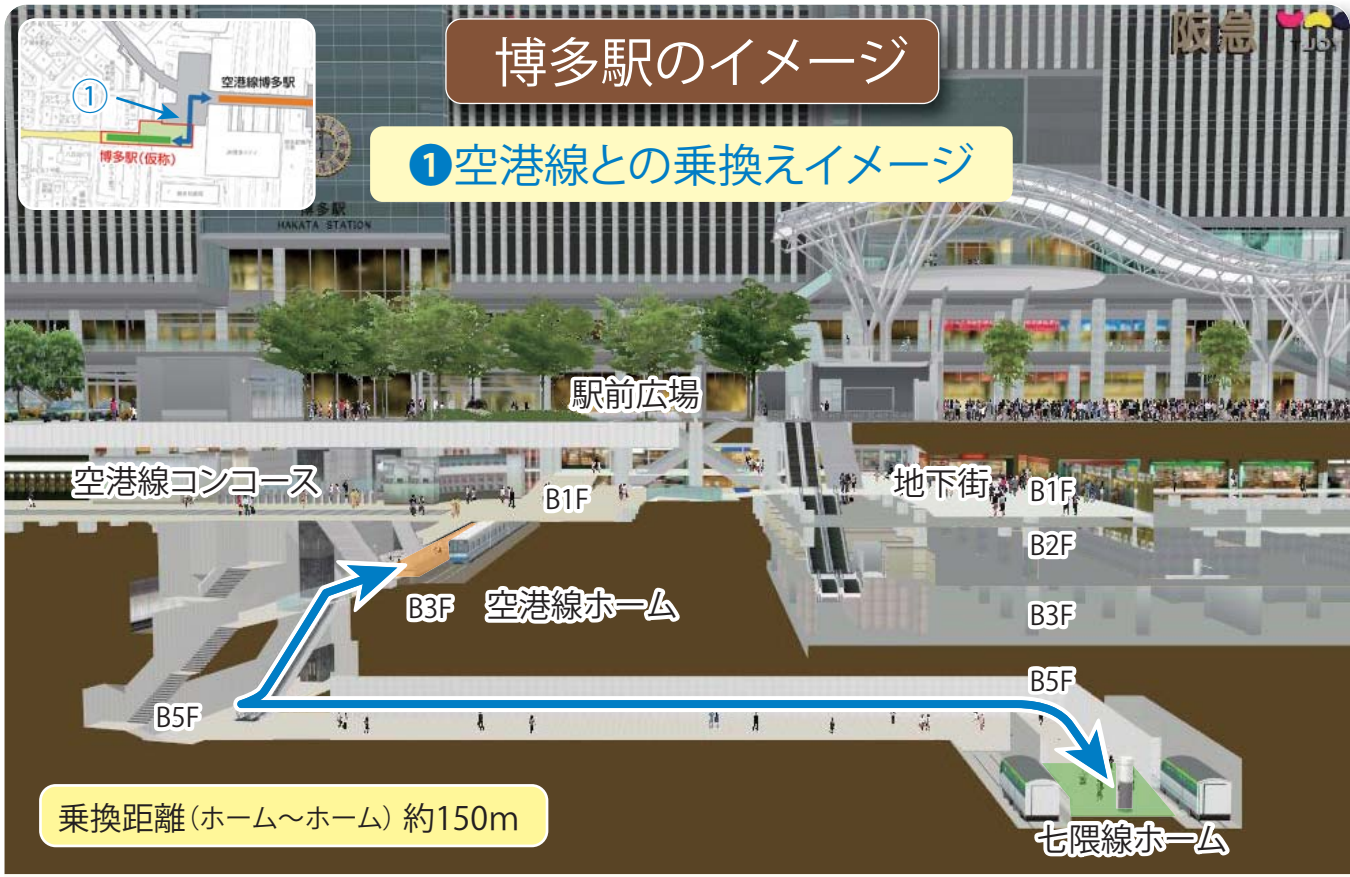 博多駅のイメージ
阪急
①
空港線博多駅
博多駅(仮称)
❶空港線との乗換えイメージ
博多駅
HAKATA STATION
駅前広場
空港線コンコース
B1F
地下街
B1F
B2F
B3F
空港線ホーム
B3F
B5F
B5F
乗換距離(ホーム～ホーム) 約150m
七隈線ホーム